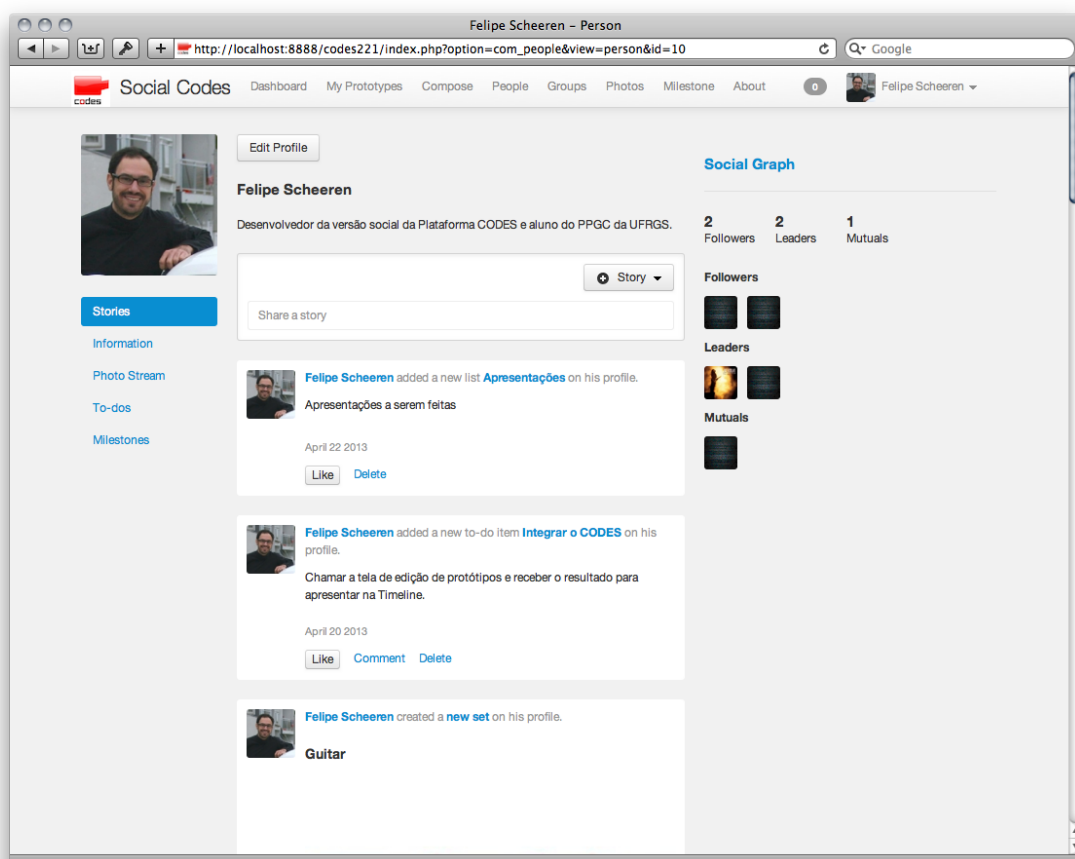 Felipe Scheeren – Person
http://localhost:8888/codes221/index.php?option=com_people&view=person&id=10
Google
codes
Social Codes
Dashboard
My Prototypes
Compose
People
Groups
Photos
Milestone
About
0
Felipe Scheeren
Edit Profile
Felipe Scheeren
Desenvolvedor da versão social da Plataforma CODES e aluno do PPGC da UFRGS.
Story
Share a story
Stories
Information
Photo Stream
To-dos
Milestones
Felipe Scheeren added a new list Apresentações on his profile.
Apresentações a serem feitas
April 22 2013
Like
Delete
Felipe Scheeren added a new to-do item Integrar o CODES on his
profile.
Chamar a tela de edição de protótipos e receber o resultado para
apresentar na Timeline.
April 20 2013
Like
Comment
Delete
Felipe Scheeren created a new set on his profile.
Guitar
Social Graph
2
Followers
2
Leaders
1
Mutuals
Followers
Leaders
Mutuals